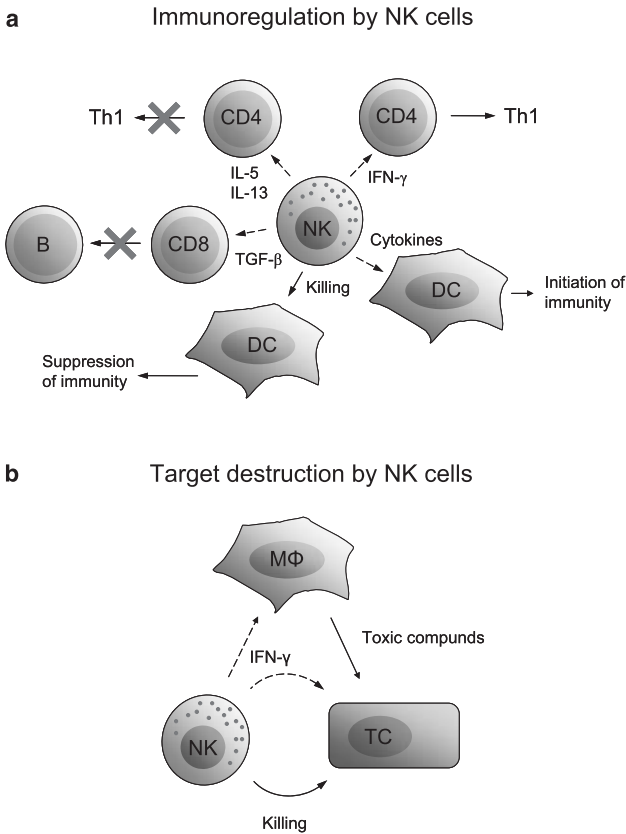 a
Immunoregulation by NK cells
Th1
CD4
CD4
Th1
IL-5
IL-13
IFN-γ
NK
B
CD8
TGF-β
Cytokines
Killing
DC
Initiation of
immunity
DC
Suppression
of immunity
b
Target destruction by NK cells
MΦ
Toxic compunds
IFN-γ
NK
TC
Killing